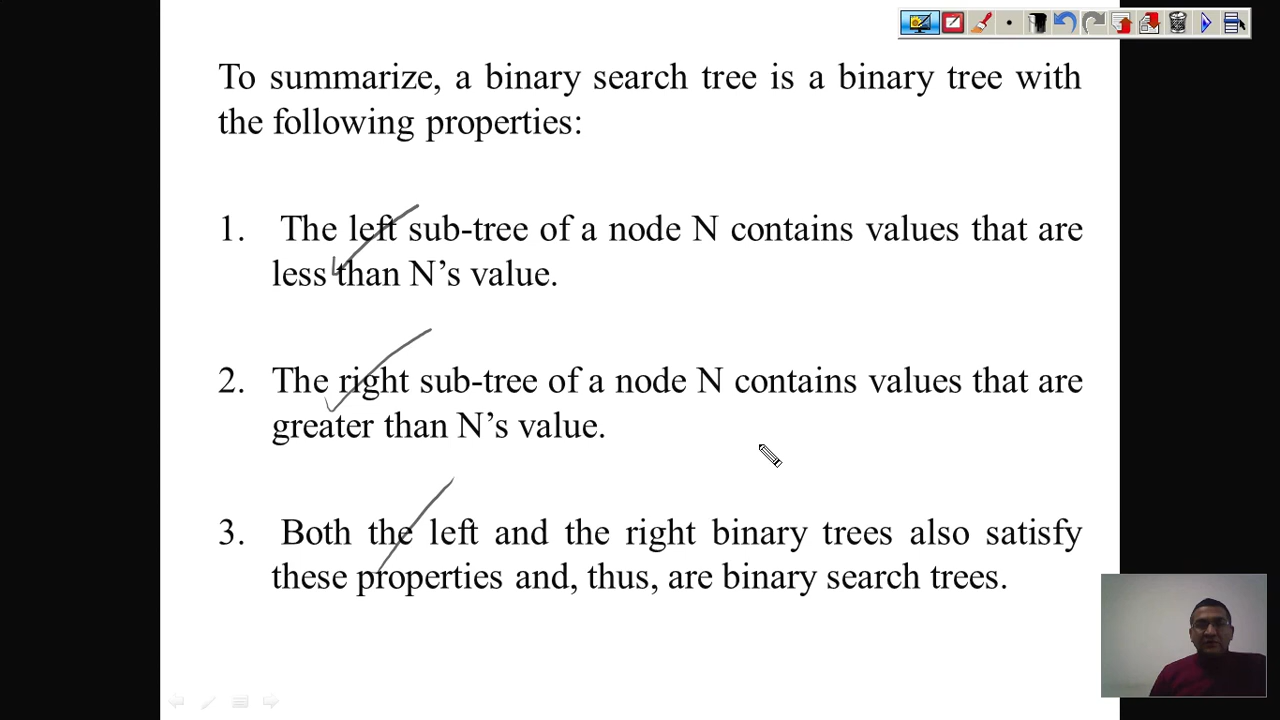 To summarize, a binary search tree is a binary tree with
the following properties:
1. The left sub-tree of a node N contains values that are
less than N’s value.
2. The right sub-tree of a node N contains values that are
greater than N’s value.
3. Both the left and the right binary trees also satisfy
these properties and, thus, are binary search trees.